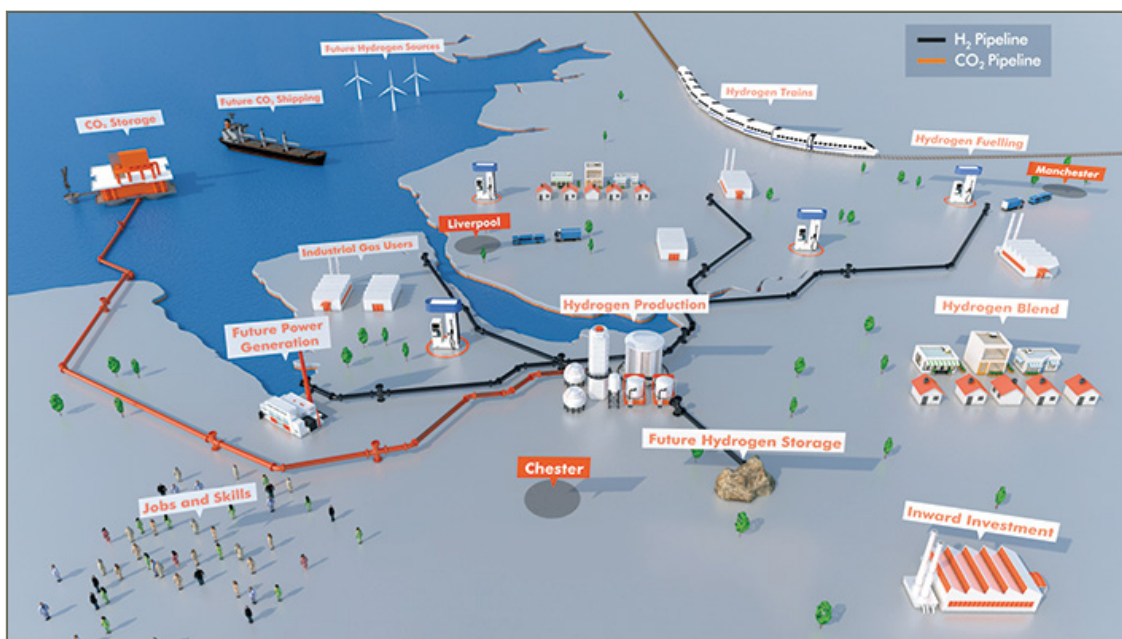 Future Hydrogen Sources
H₂ Pipeline
CO₂ Pipeline
Future CO₂ Shipping
Hydrogen Trains
CO₂ Storage
Hydrogen Fuelling
Manchester
Liverpool
Industrial Gas Users
Hydrogen Production
Hydrogen Blend
Future Power
Generation
Future Hydrogen Storage
Chester
Jobs and Skills
Inward Investment